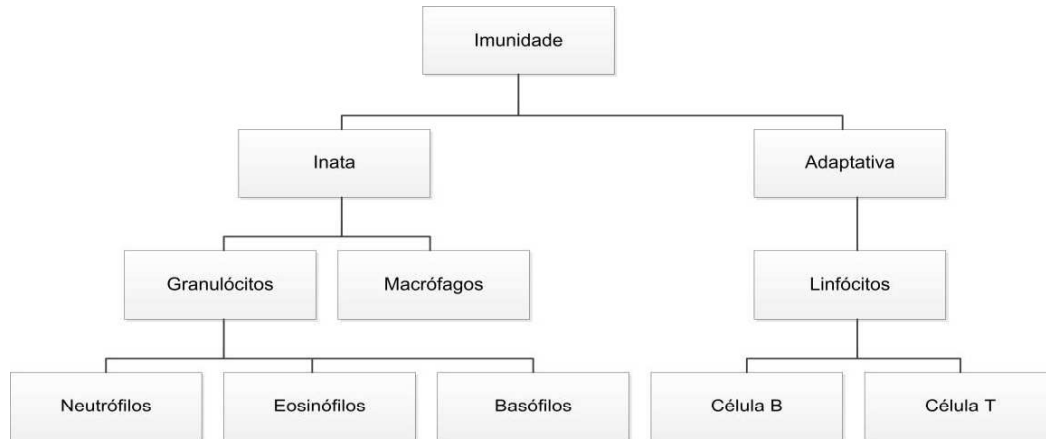 Imunidade
Inata
Adaptativa
Granulócitos
Macrófagos
Linfócitos
Neutrófilos
Eosinófilos
Basófilos
Célula B
Célula T